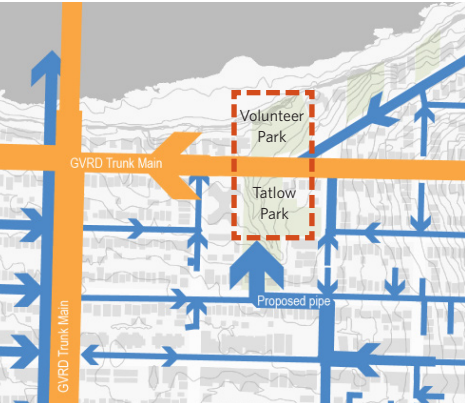 Volunteer
Park
GVRD Trunk Main
Tatlow
Park
Proposed pipe
GVRD Trunk Main